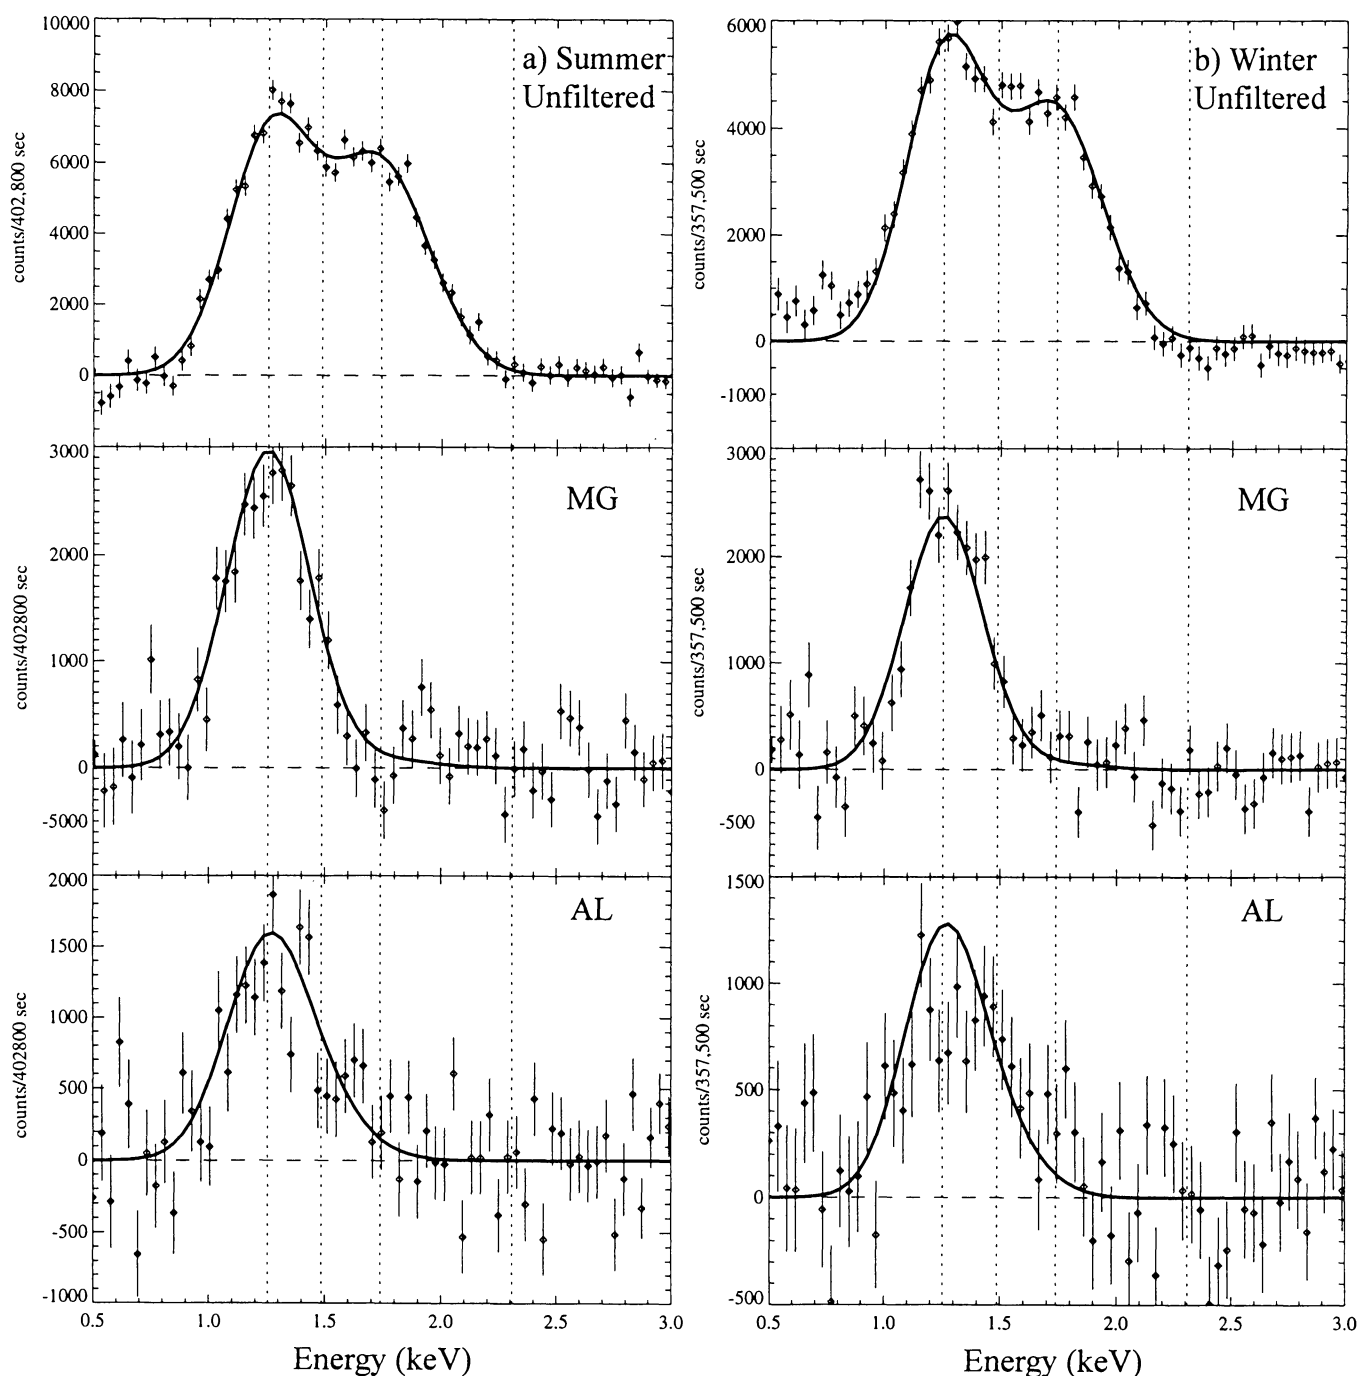 a) Summer
Unfiltered
10000
8000
6000
4000
2000
0
counts/402,800 sec
b) Winter
Unfiltered
6000
4000
2000
0
-1000
counts/357,500 sec
MG
3000
2000
1000
0
-5000
counts/402800 sec
MG
3000
2000
1000
0
-500
counts/357,500 sec
AL
2000
1500
1000
500
0
-500
-1000
counts/402800 sec
0.5 1.0 1.5 2.0 2.5 3.0
Energy (keV)
AL
1500
1000
500
0
-500
counts/357,500 sec
0.5 1.0 1.5 2.0 2.5 3.0
Energy (keV)